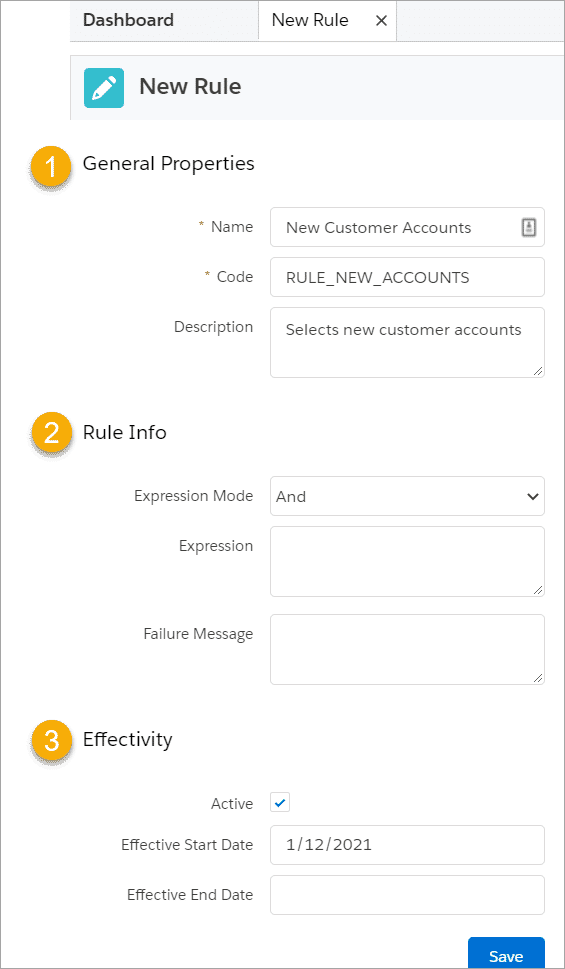 Dashboard New Rule ×
New Rule
1 General Properties
* Name New Customer Accounts
* Code RULE_NEW_ACCOUNTS
Description Selects new customer accounts
2 Rule Info
Expression Mode And
Expression
Failure Message
3 Effectivity
Active
Effective Start Date 1/12/2021
Effective End Date
Save